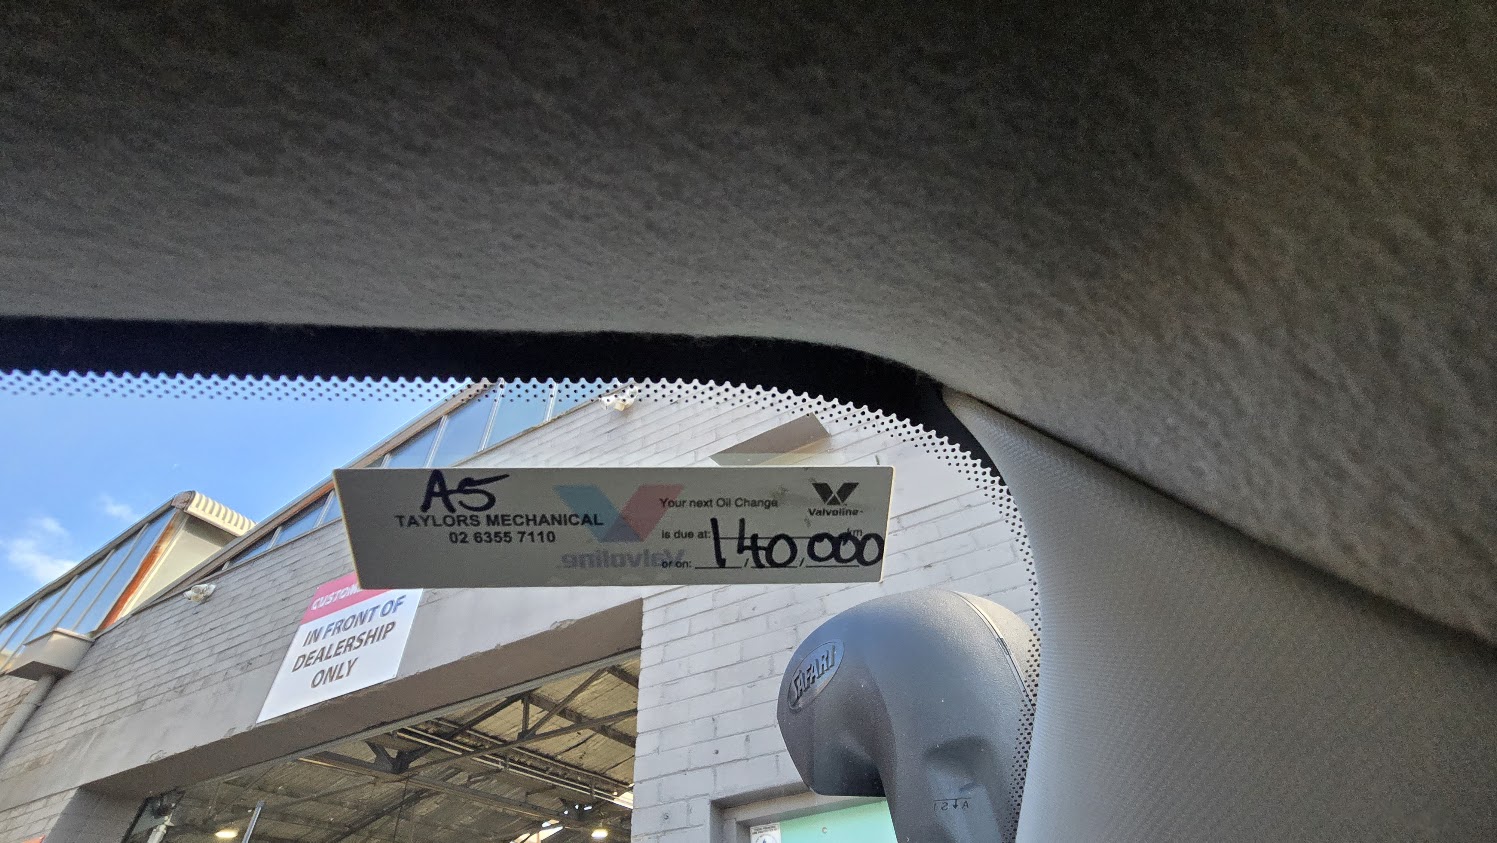 A5
TAYLORS MECHANICAL
02 6355 7110
Valvoline
Your next Oil Change
is due at: 140,000 km
or on: / /
Valvoline
IN FRONT OF
DEALERSHIP
ONLY
SAFARI